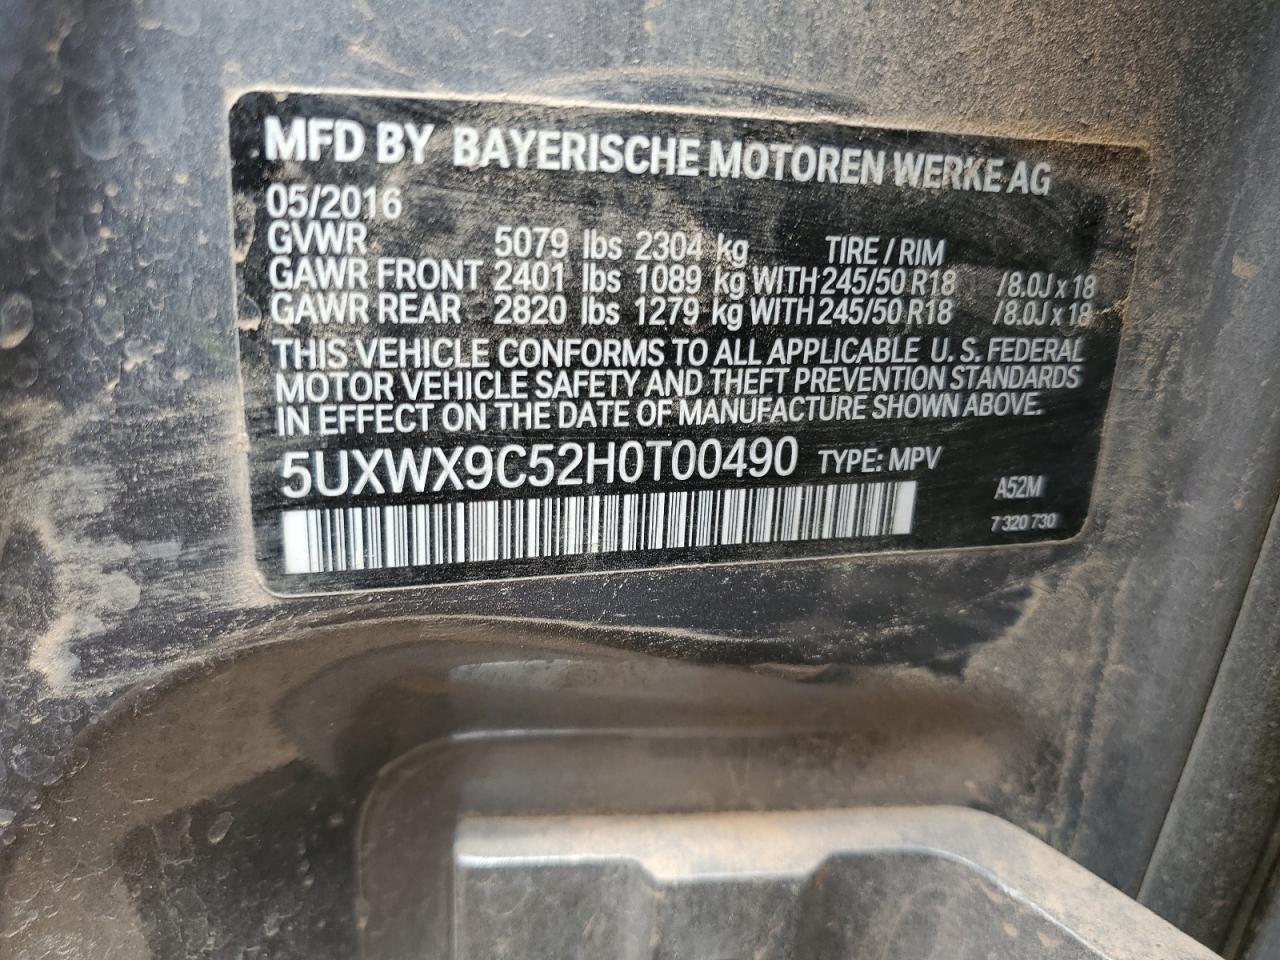 MFD BY BAYERISCHE MOTOREN WERKE AG
05/2016
GVWR 5079 lbs 2304 kg TIRE / RIM
GAWR FRONT 2401 lbs 1089 kg WITH 245/50 R18 /8.0J x 18
GAWR REAR 2820 lbs 1279 kg WITH 245/50 R18 /8.0J x 18
THIS VEHICLE CONFORMS TO ALL APPLICABLE U.S. FEDERAL
MOTOR VEHICLE SAFETY AND THEFT PREVENTION STANDARDS
IN EFFECT ON THE DATE OF MANUFACTURE SHOWN ABOVE.
5UXWX9C52H0T00490 TYPE: MPV
A52M
7 320 730